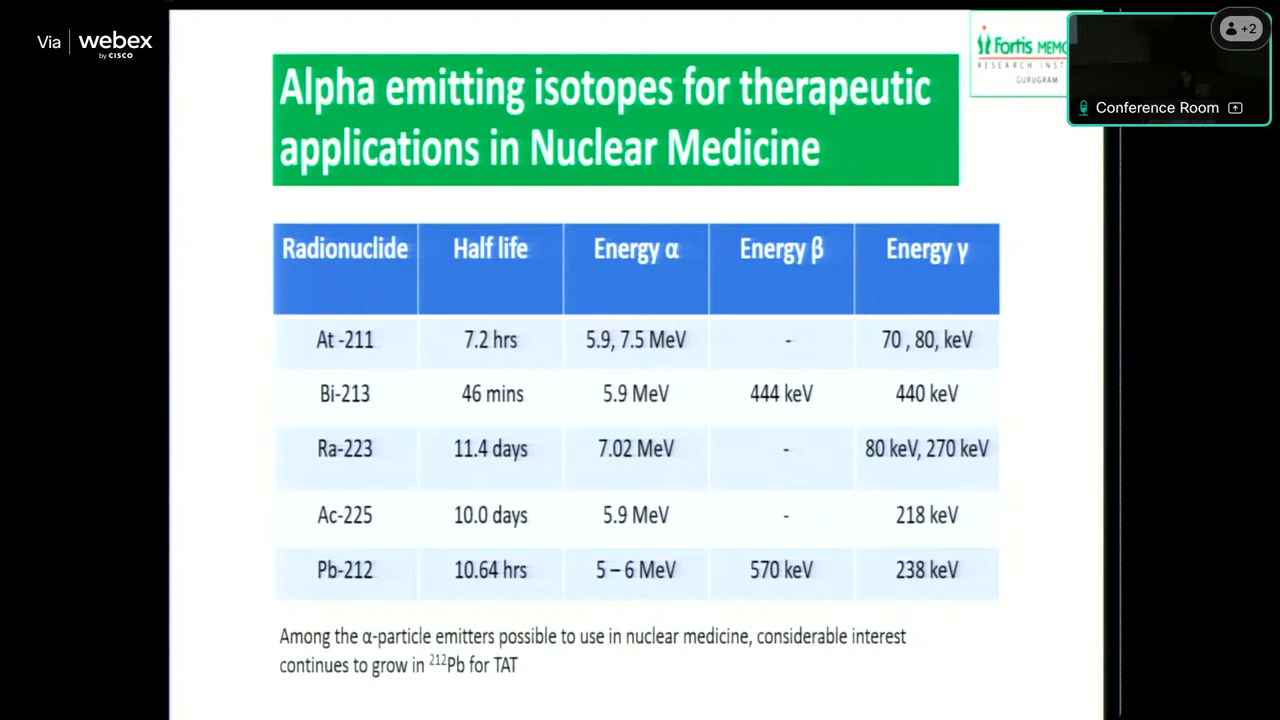 Via webex
by CISCO
Fortis MEMO
RESEARCH INSTI
GURUGRAM
+2
Conference Room
Alpha emitting isotopes for therapeutic
applications in Nuclear Medicine
Radionuclide Half life Energy α Energy β Energy γ
At -211 7.2 hrs 5.9, 7.5 MeV - 70 , 80, keV
Bi-213 46 mins 5.9 MeV 444 keV 440 keV
Ra-223 11.4 days 7.02 MeV - 80 keV, 270 keV
Ac-225 10.0 days 5.9 MeV - 218 keV
Pb-212 10.64 hrs 5 – 6 MeV 570 keV 238 keV
Among the α-particle emitters possible to use in nuclear medicine, considerable interest
continues to grow in ²¹²Pb for TAT